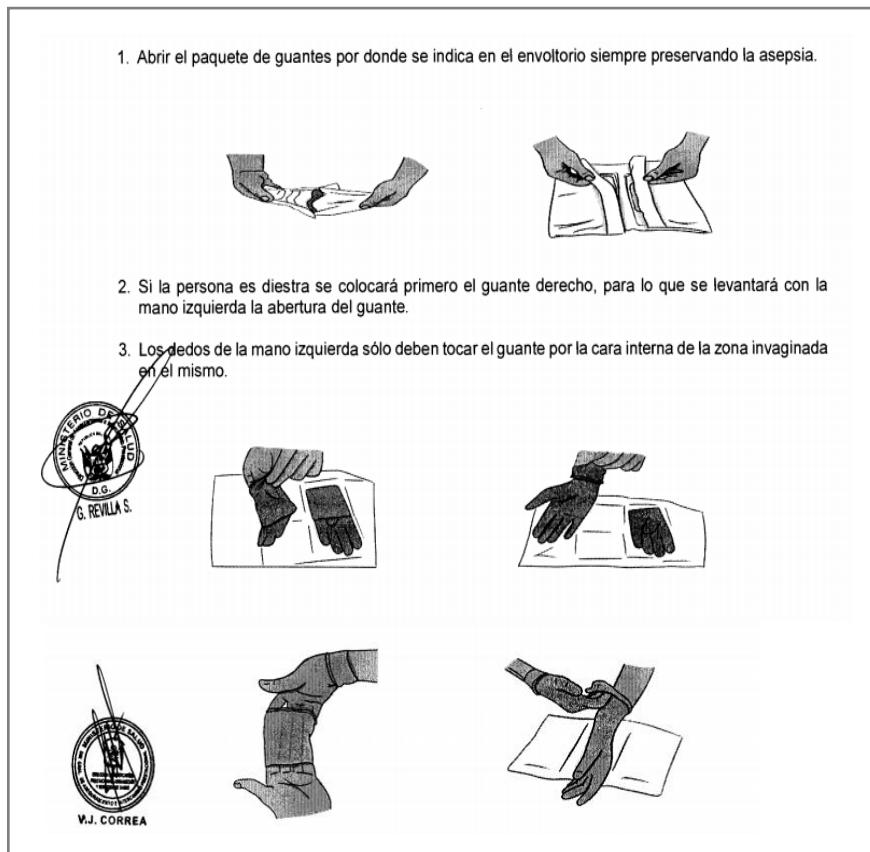 1. Abrir el paquete de guantes por donde se indica en el envoltorio siempre preservando la asepsia.
2. Si la persona es diestra se colocará primero el guante derecho, para lo que se levantará con la
mano izquierda la abertura del guante.
3. Los dedos de la mano izquierda sólo deben tocar el guante por la cara interna de la zona invaginada
en el mismo.
MINISTERIO DE SALUD
D.G.
G. REVILLA S.
V.J. CORREA